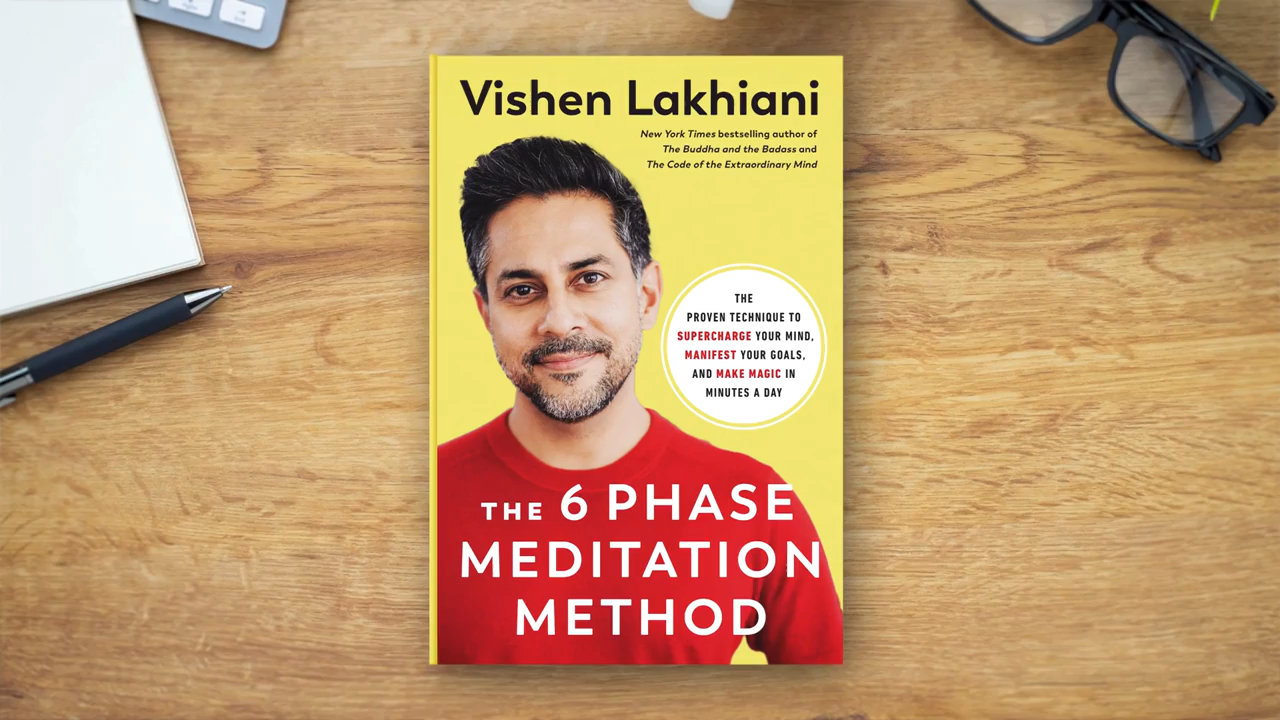 Vishen Lakhiani
New York Times bestselling author of
The Buddha and the Badass and
The Code of the Extraordinary Mind
THE
PROVEN TECHNIQUE TO
SUPERCHARGE YOUR MIND,
MANIFEST YOUR GOALS,
AND MAKE MAGIC IN
MINUTES A DAY
THE 6 PHASE
MEDITATION
METHOD